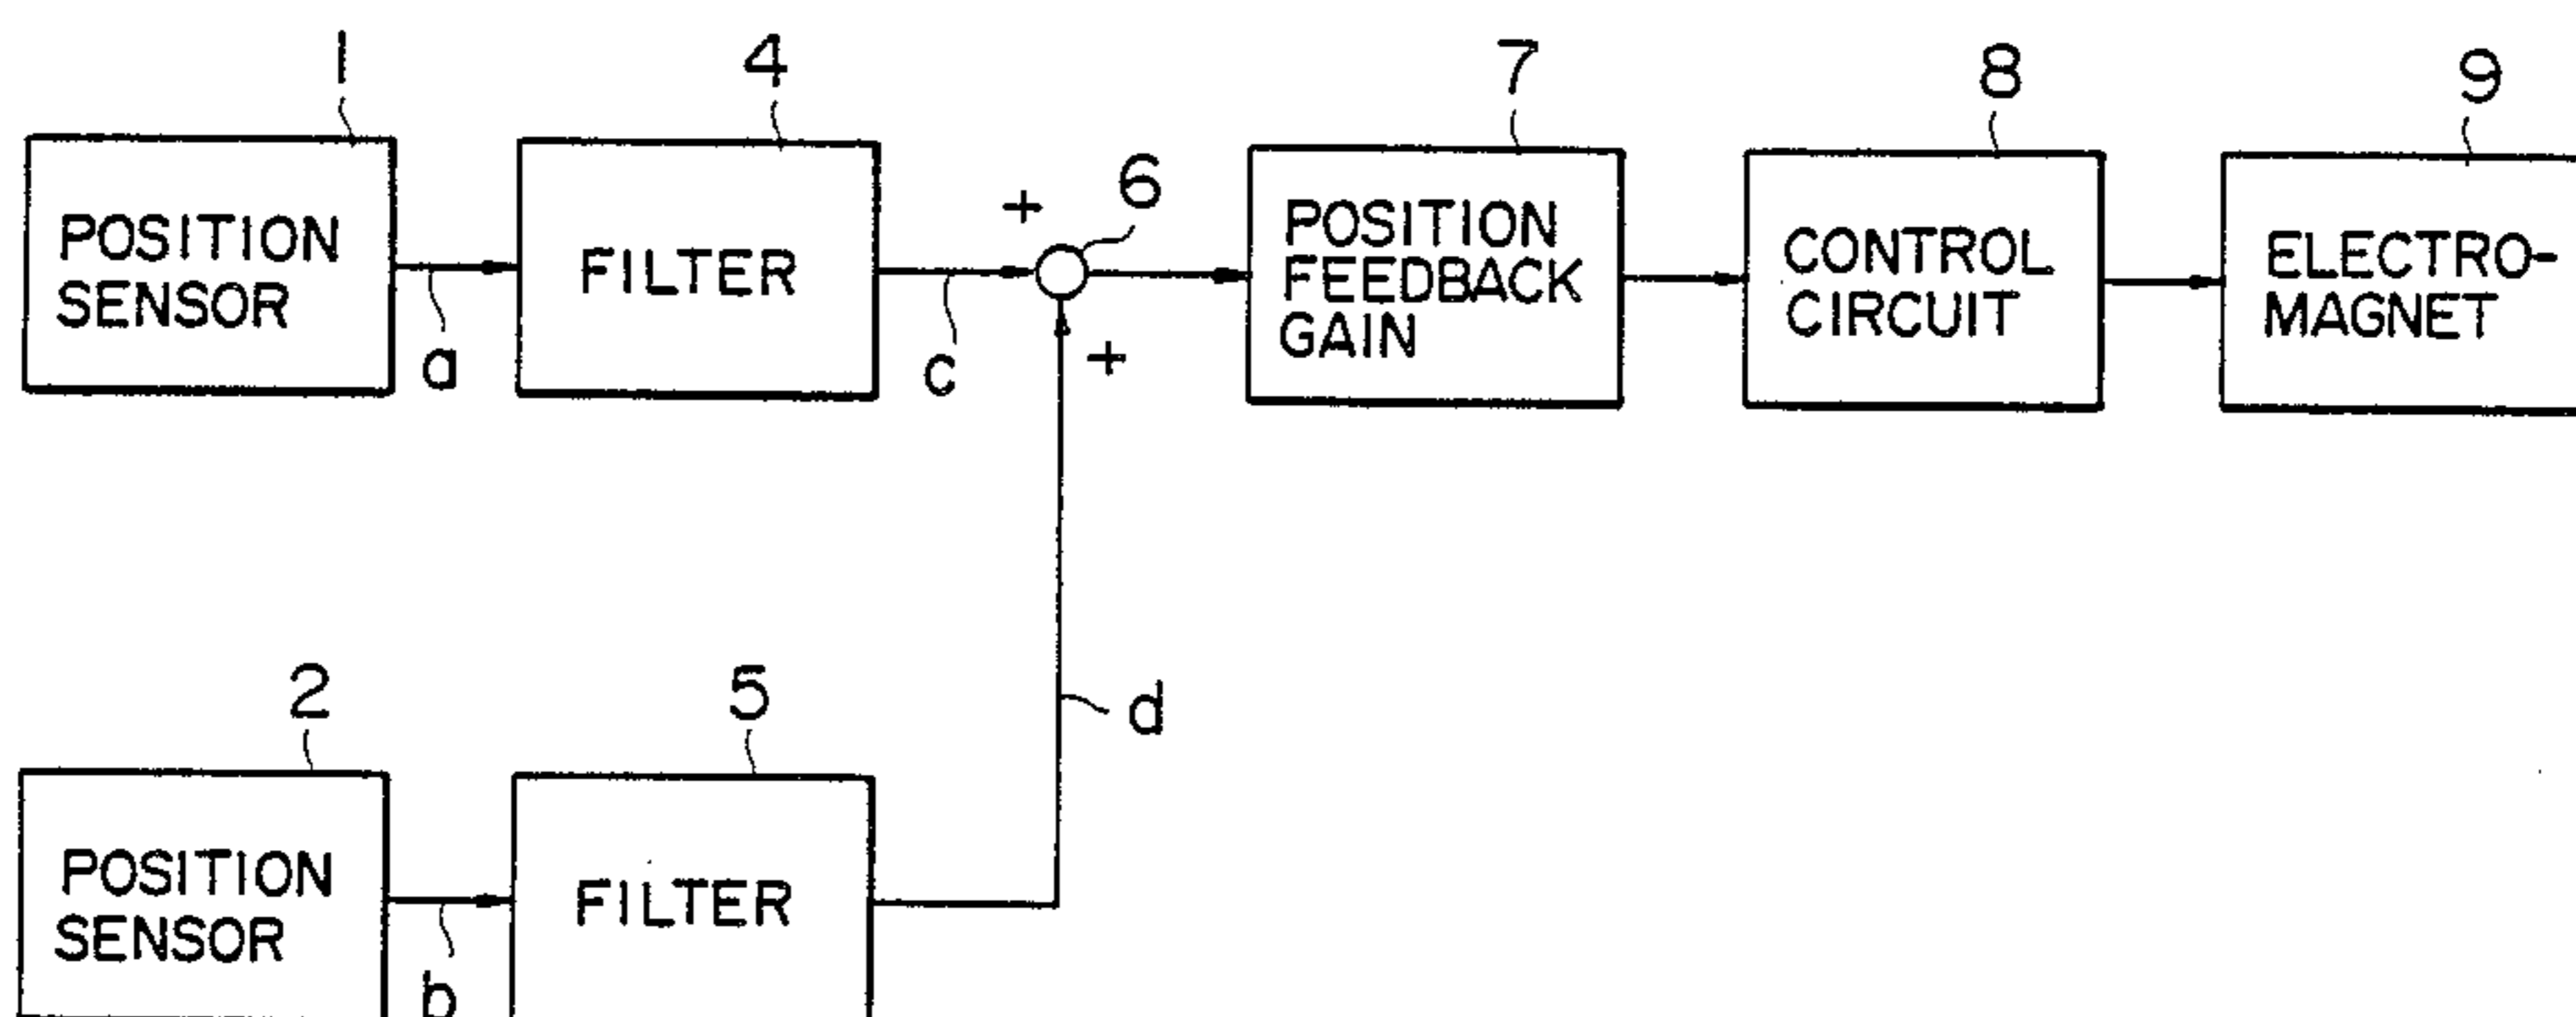 1
4
7
8
9
+
6
POSITION
SENSOR
FILTER
POSITION
FEEDBACK
GAIN
CONTROL
CIRCUIT
ELECTRO-
MAGNET
a
c
+
2
5
d
POSITION
SENSOR
FILTER
b